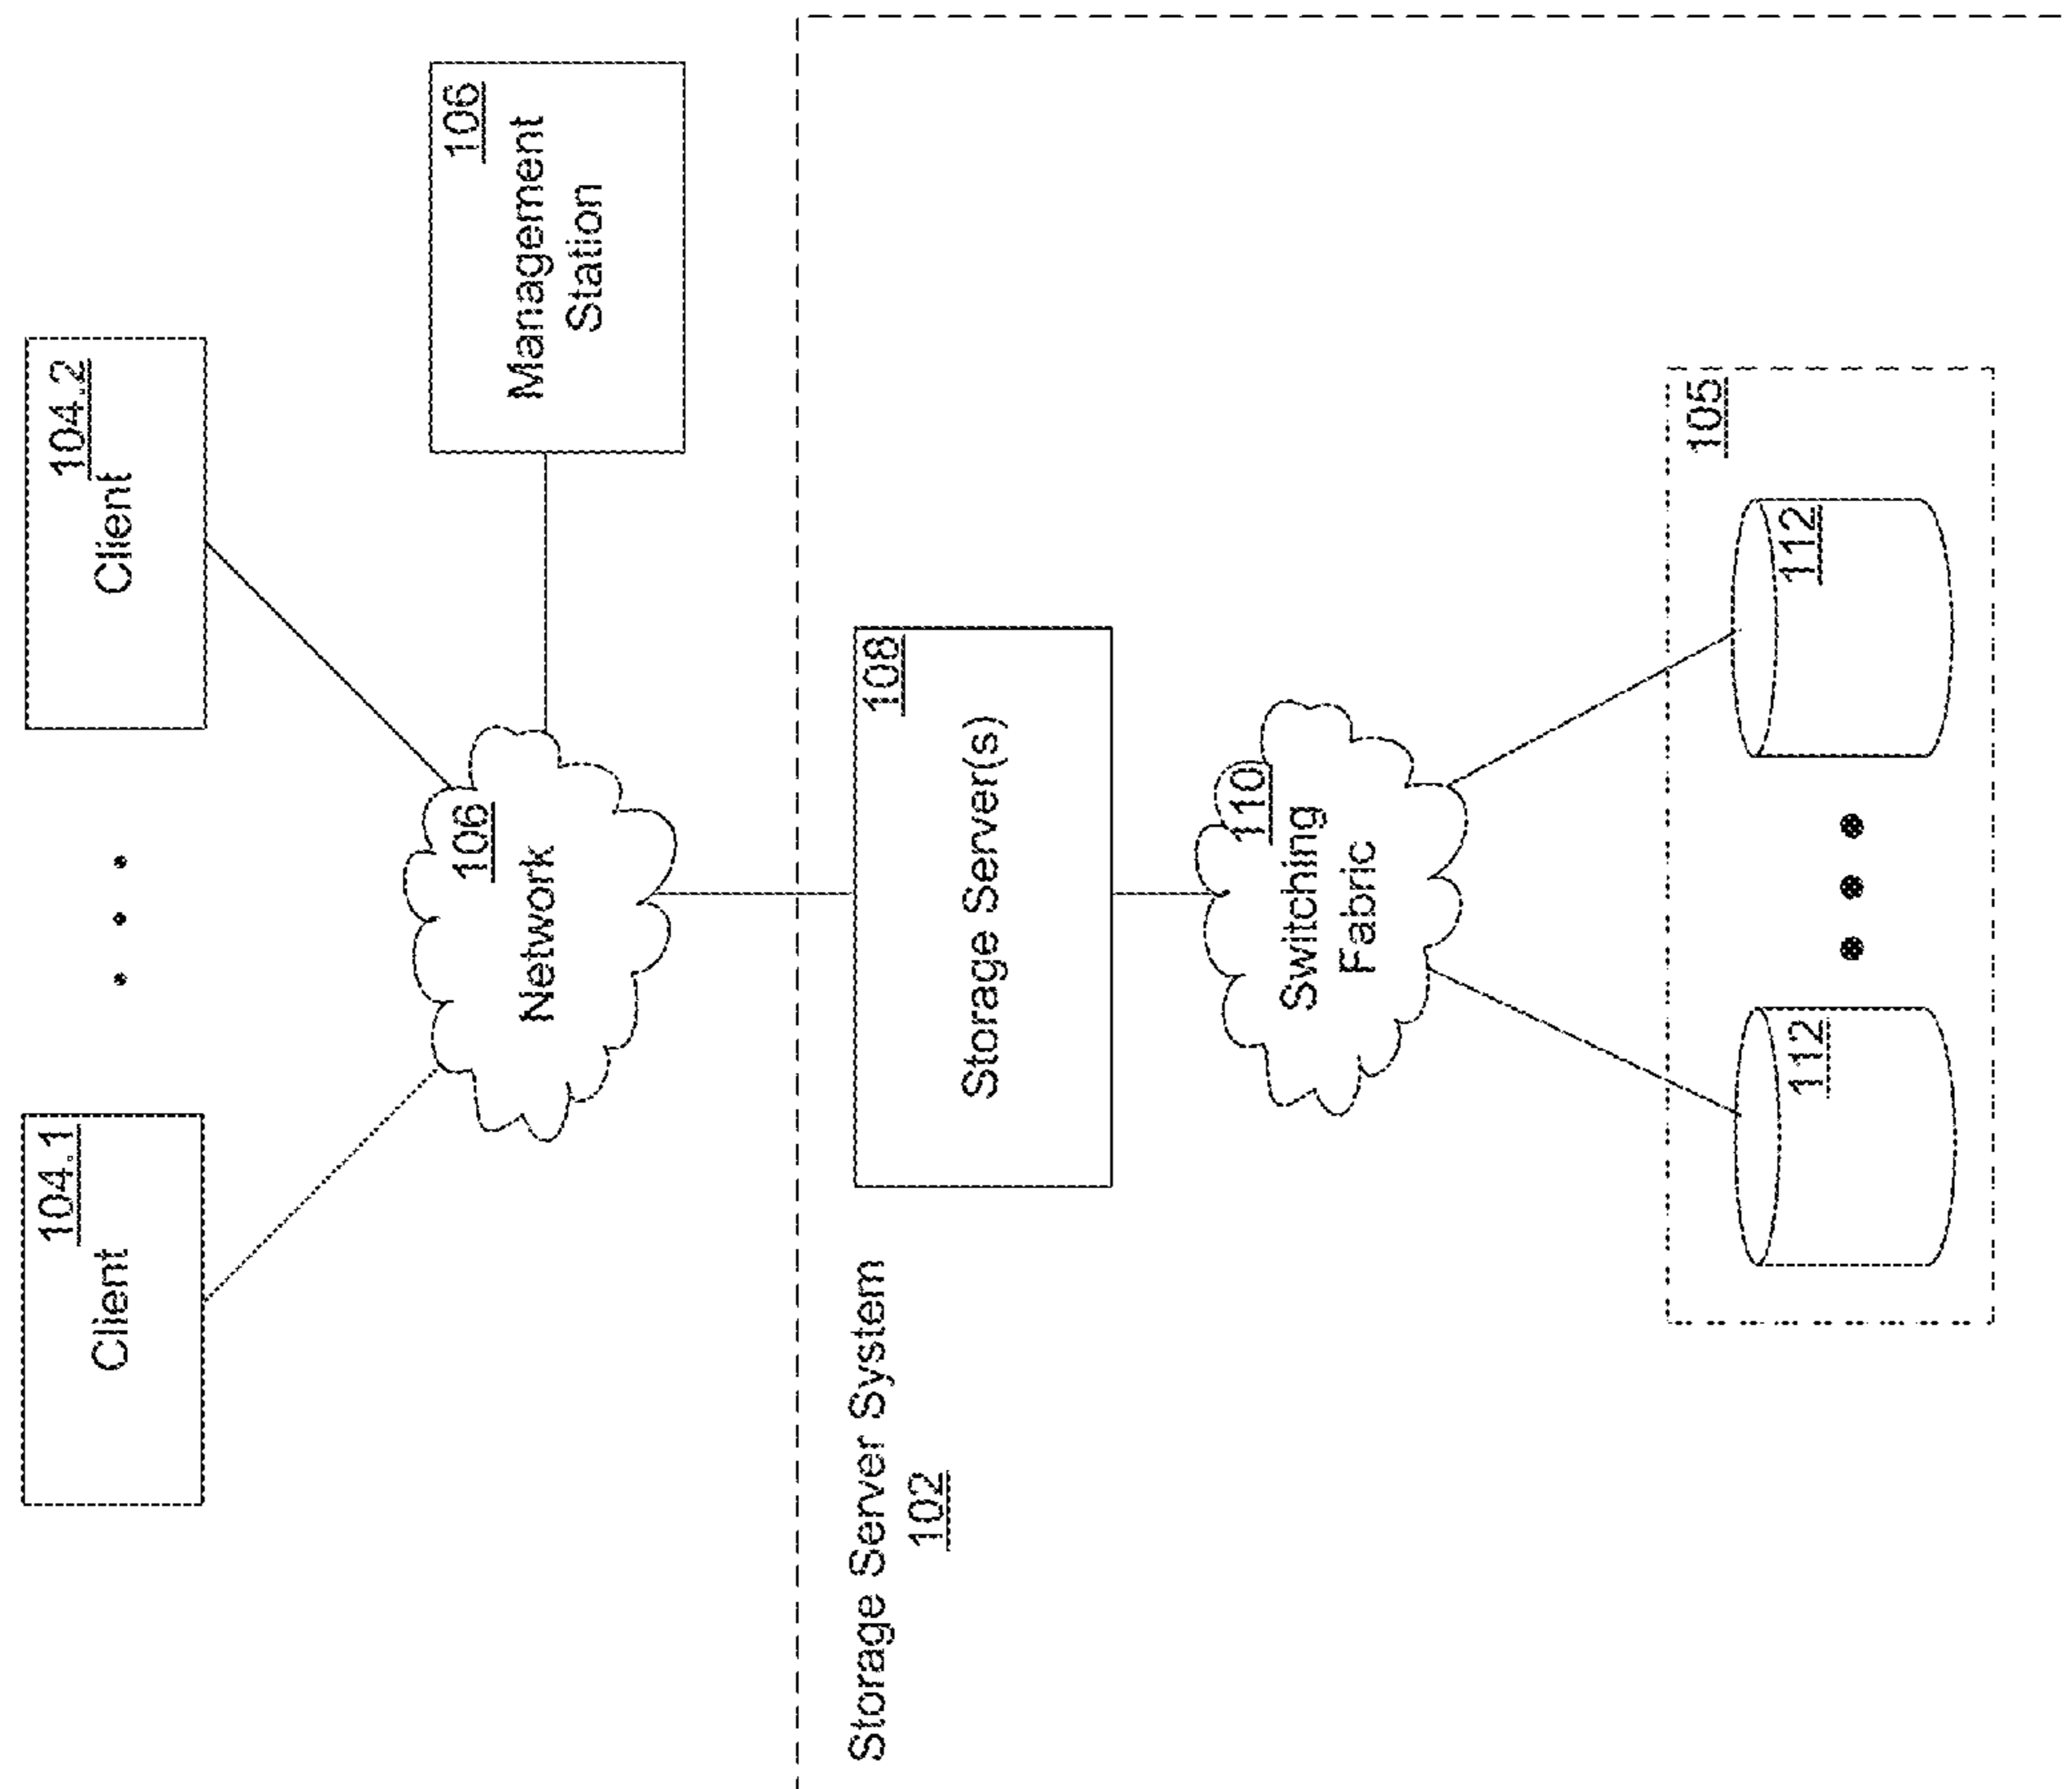 104.1
Client
104.2
Client
106
Network
106
Management
Station
Storage Server System
102
108
Storage Server(s)
110
Switching
Fabric
105
112
112